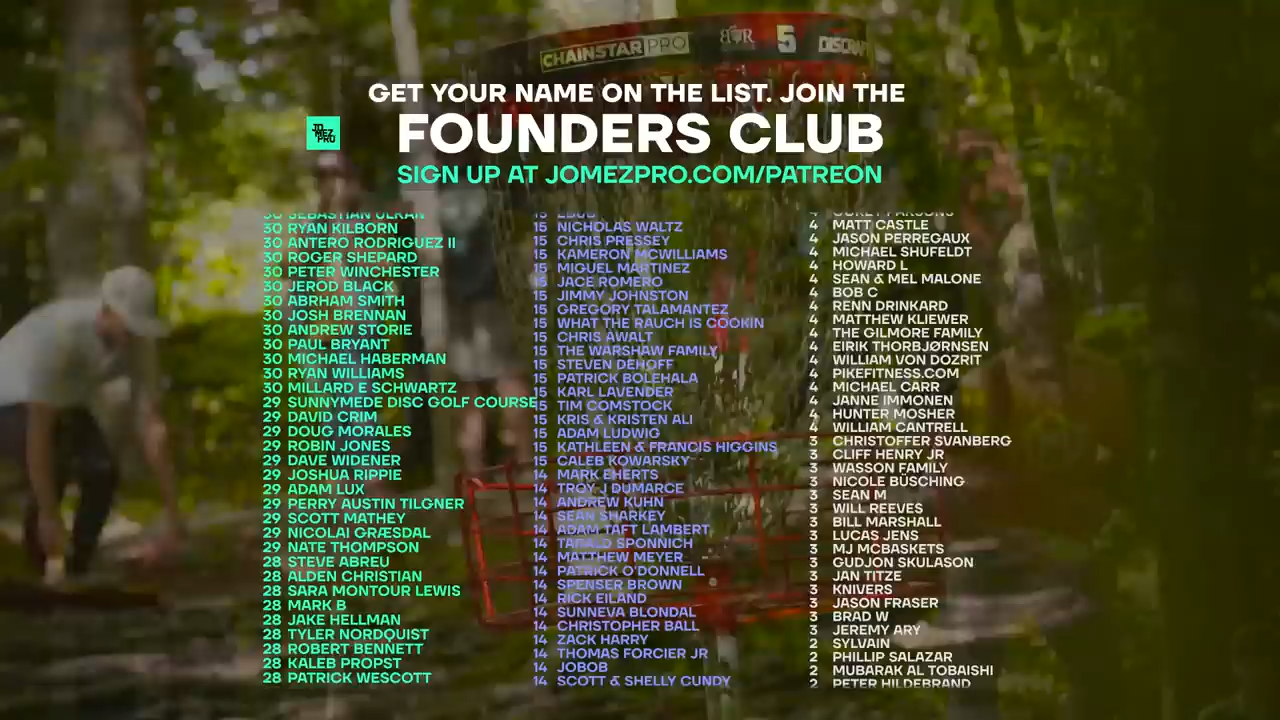 CHAINSTAR PRO
5
DISCRAFT
GET YOUR NAME ON THE LIST. JOIN THE
JOMEZ PRO
FOUNDERS CLUB
SIGN UP AT JOMEZPRO.COM/PATREON
30 RYAN KILBORN
30 ANTERO RODRIGUEZ II
30 ROGER SHEPARD
30 PETER WINCHESTER
30 JEROD BLACK
30 ABRHAM SMITH
30 JOSH BRENNAN
30 ANDREW STORIE
30 PAUL BRYANT
30 MICHAEL HABERMAN
30 RYAN WILLIAMS
30 MILLARD E SCHWARTZ
29 SUNNYMEDE DISC GOLF COURSE
29 DAVID CRIM
29 DOUG MORALES
29 ROBIN JONES
29 DAVE WIDENER
29 JOSHUA RIPPIE
29 ADAM LUX
29 PERRY AUSTIN TILGNER
29 SCOTT MATHEY
29 NICOLAI GRÆSDAL
29 NATE THOMPSON
28 STEVE ABREU
28 ALDEN CHRISTIAN
28 SARA MONTOUR LEWIS
28 MARK B
28 JAKE HELLMAN
28 TYLER NORDQUIST
28 ROBERT BENNETT
28 KALEB PROPST
28 PATRICK WESCOTT
15 NICHOLAS WALTZ
15 CHRIS PRESSEY
15 KAMERON MCWILLIAMS
15 MIGUEL MARTINEZ
15 JACE ROMERO
15 JIMMY JOHNSTON
15 GREGORY TALAMANTEZ
15 WHAT THE RAUCH IS COOKIN
15 CHRIS AWALT
15 THE WARSHAW FAMILY
15 STEVEN DEHOFF
15 PATRICK BOLEHALA
15 KARL LAVENDER
15 TIM COMSTOCK
15 KRIS & KRISTEN ALI
15 ADAM LUDWIG
15 KATHLEEN & FRANCIS HIGGINS
15 CALEB KOWARSKY
14 MARK EHERTS
14 TROY J DUMARCE
14 ANDREW KUHN
14 SEAN SHARKEY
14 ADAM TAFT LAMBERT
14 SPONNICH
14 MATTHEW MEYER
14 PATRICK O'DONNELL
14 SPENSER BROWN
14 RICK EILAND
14 SUNNEVA BLONDAL
14 CHRISTOPHER BALL
14 ZACK HARRY
14 THOMAS FORCIER JR
14 JOBOB
14 SCOTT & SHELLY CUNDY
4 MATT CASTLE
4 JASON PERREGAUX
4 MICHAEL SHUFELDT
4 HOWARD L
4 SEAN & MEL MALONE
4 BOB C
4 RENN DRINKARD
4 MATTHEW KLIEWER
4 THE GILMORE FAMILY
4 EIRIK THORBJØRNSEN
4 WILLIAM VON DOZRIT
4 PIKEFITNESS.COM
4 MICHAEL CARR
4 JANNE IMMONEN
4 HUNTER MOSHER
4 WILLIAM CANTRELL
3 CHRISTOFFER SVANBERG
3 CLIFF HENRY JR
3 WASSON FAMILY
3 NICOLE BÜSCHING
3 SEAN M
3 WILL REEVES
3 BILL MARSHALL
3 LUCAS JENS
3 MJ MCBASKETS
3 GUDJON SKULASON
3 JAN TITZE
3 KNIVERS
3 JASON FRASER
3 BRAD W
3 JEREMY ARY
2 SYLVAIN
2 PHILLIP SALAZAR
2 MUBARAK AL TOBAISHI
2 PETER HILDEBRAND